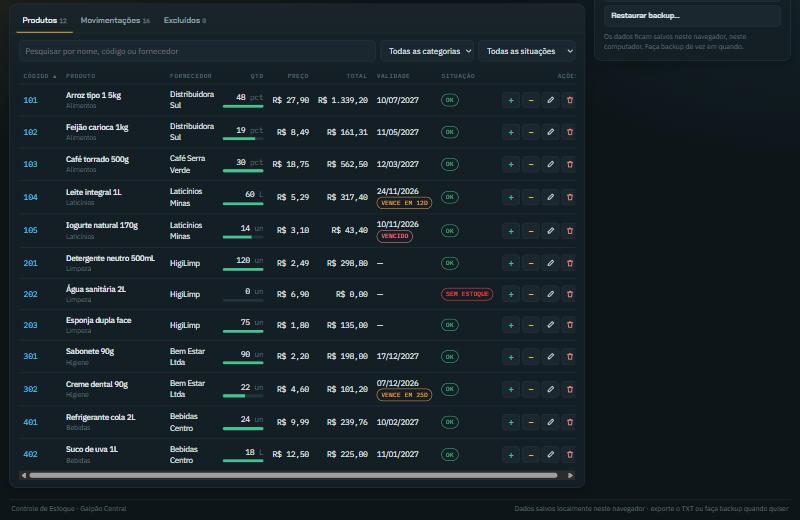 Produtos 12 Movimentações 16 Excluídos 0
Restaurar backup...
Os dados ficam salvos neste navegador, neste
computador. Faça backup de vez em quando.
Pesquisar por nome, código ou fornecedor Todas as categorias Todas as situações
CÓDIGO ▲ PRODUTO FORNECEDOR QTD PREÇO TOTAL VALIDADE SITUAÇÃO AÇÕES
101 Arroz tipo 1 5kg Distribuidora Sul 48 pct R$ 27,90 R$ 1.339,20 10/07/2027 OK + −
Alimentos
102 Feijão carioca 1kg Distribuidora Sul 19 pct R$ 8,49 R$ 161,31 11/05/2027 OK + −
Alimentos
103 Café torrado 500g Café Serra Verde 30 pct R$ 18,75 R$ 562,50 12/03/2027 OK + −
Alimentos
104 Leite integral 1L Laticínios Minas 60 L R$ 5,29 R$ 317,40 24/11/2026 OK + −
Laticínios VENCE EM 12D
105 Iogurte natural 170g Laticínios Minas 14 un R$ 3,10 R$ 43,40 10/11/2026 OK + −
Laticínios VENCIDO
201 Detergente neutro 500mL HigiLimp 120 un R$ 2,49 R$ 298,80 — OK + −
Limpeza
202 Água sanitária 2L HigiLimp 0 un R$ 6,90 R$ 0,00 — SEM ESTOQUE + −
Limpeza
203 Esponja dupla face HigiLimp 75 un R$ 1,80 R$ 135,00 — OK + −
Limpeza
301 Sabonete 90g Bem Estar Ltda 90 un R$ 2,20 R$ 198,00 17/12/2027 OK + −
Higiene
302 Creme dental 90g Bem Estar Ltda 22 un R$ 4,60 R$ 101,20 07/12/2026 OK + −
Higiene VENCE EM 25D
401 Refrigerante cola 2L Bebidas Centro 24 un R$ 9,99 R$ 239,76 10/02/2027 OK + −
Bebidas
402 Suco de uva 1L Bebidas Centro 18 L R$ 12,50 R$ 225,00 11/01/2027 OK + −
Bebidas
Controle de Estoque · Galpão Central
Dados salvos localmente neste navegador · exporte o TXT ou faça backup quando quiser